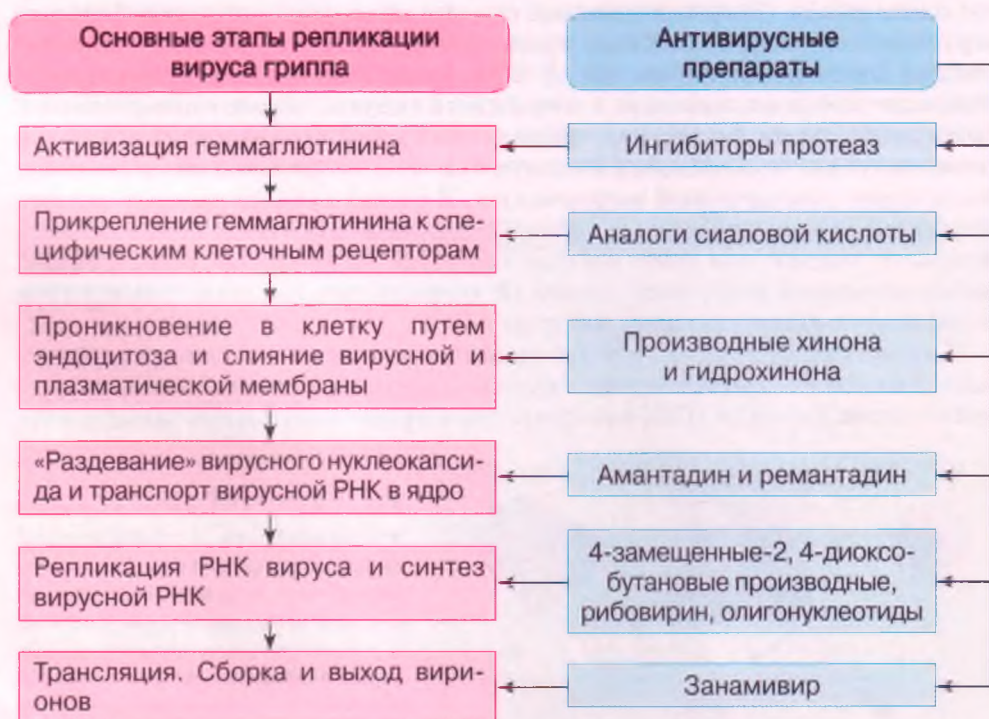 Основные этапы репликации
вируса гриппа
Антивирусные
препараты
Активизация геммаглютинина
Ингибиторы протеаз
Прикрепление геммаглютинина к спе-
цифическим клеточным рецепторам
Аналоги сиаловой кислоты
Проникновение в клетку путем
эндоцитоза и слияние вирусной и
плазматической мембраны
Производные хинона
и гидрохинона
«Раздевание» вирусного нуклеокапси-
да и транспорт вирусной РНК в ядро
Амантадин и ремантадин
Репликация РНК вируса и синтез
вирусной РНК
4-замещенные-2, 4-диоксо-
бутановые производные,
рибовирин, олигонуклеотиды
Трансляция. Сборка и выход вири-
онов
Занамивир